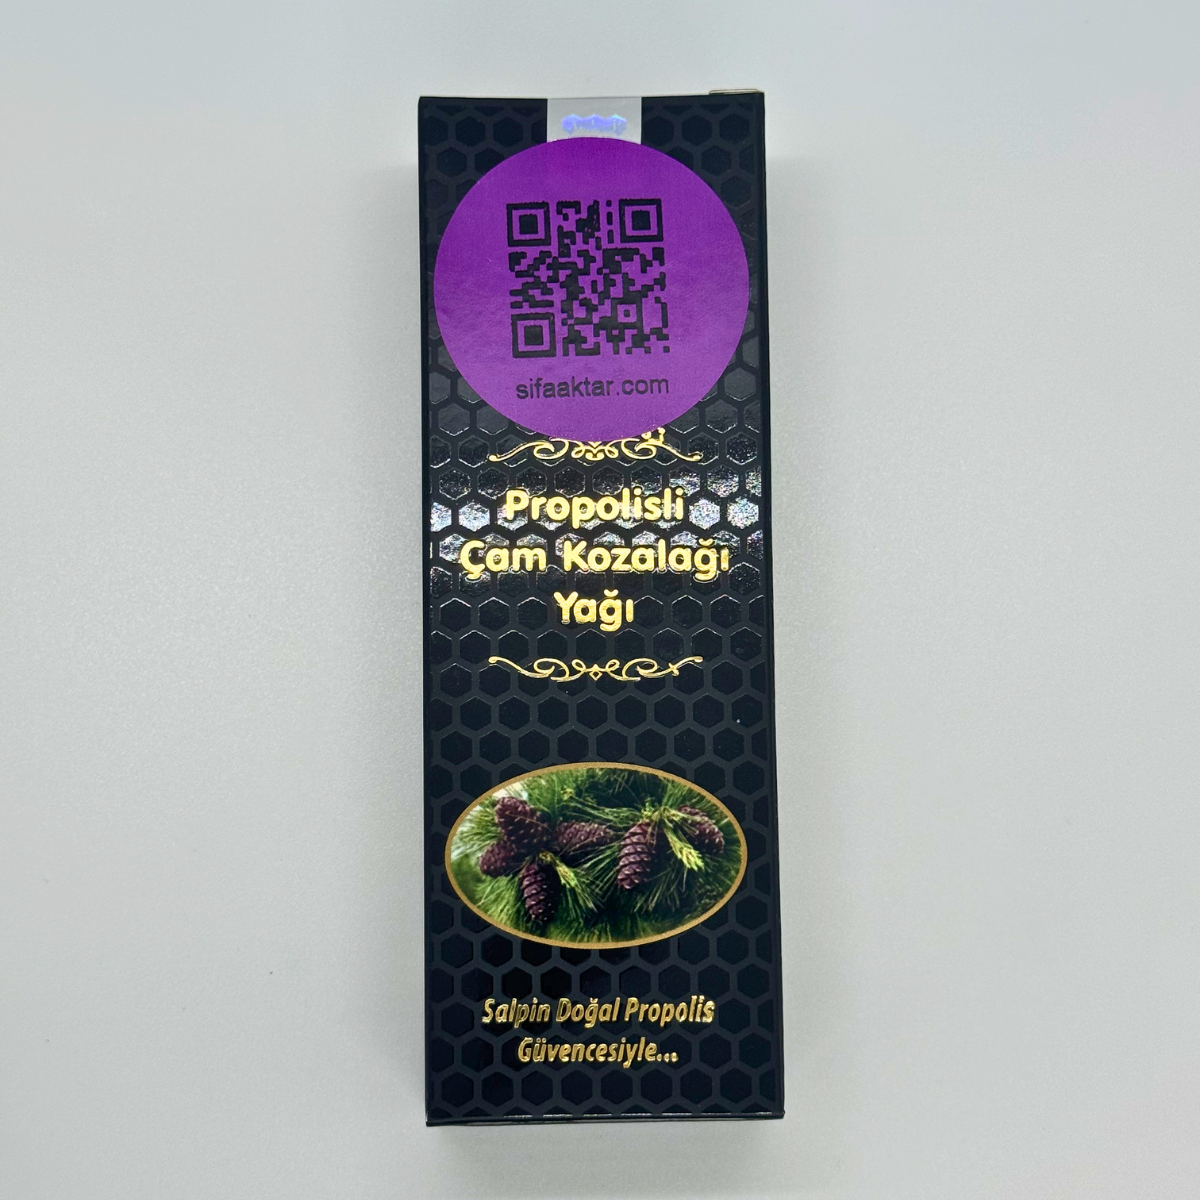 sifaaktar.com
Propolisli
Çam Kozalağı
Yağı
Salpin Doğal Propolis
Güvencesiyle...